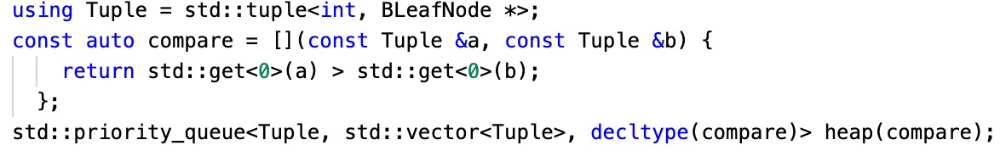 using Tuple = std::tuple<int, BLeafNode *>;
const auto compare = [](const Tuple &a, const Tuple &b) {
return std::get<0>(a) > std::get<0>(b);
};
std::priority_queue<Tuple, std::vector<Tuple>, decltype(compare)> heap(compare);